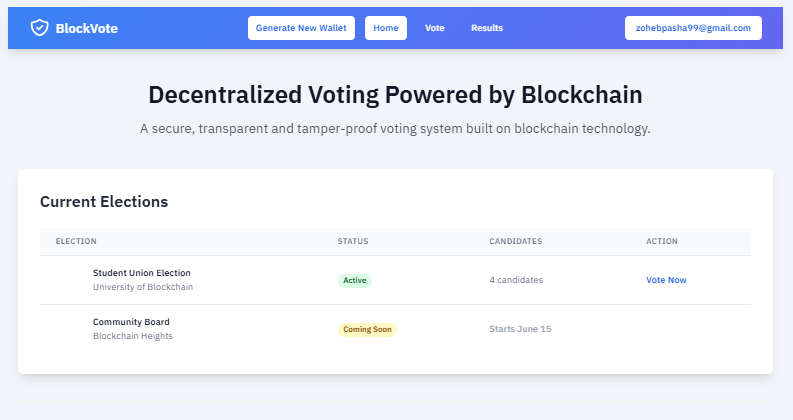 BlockVote
Generate New Wallet Home Vote Results
zohebpasha99@gmail.com
Decentralized Voting Powered by Blockchain
A secure, transparent and tamper-proof voting system built on blockchain technology.
Current Elections
ELECTION STATUS CANDIDATES ACTION
Student Union Election
University of Blockchain
Active
4 candidates
Vote Now
Community Board
Blockchain Heights
Coming Soon
Starts June 15